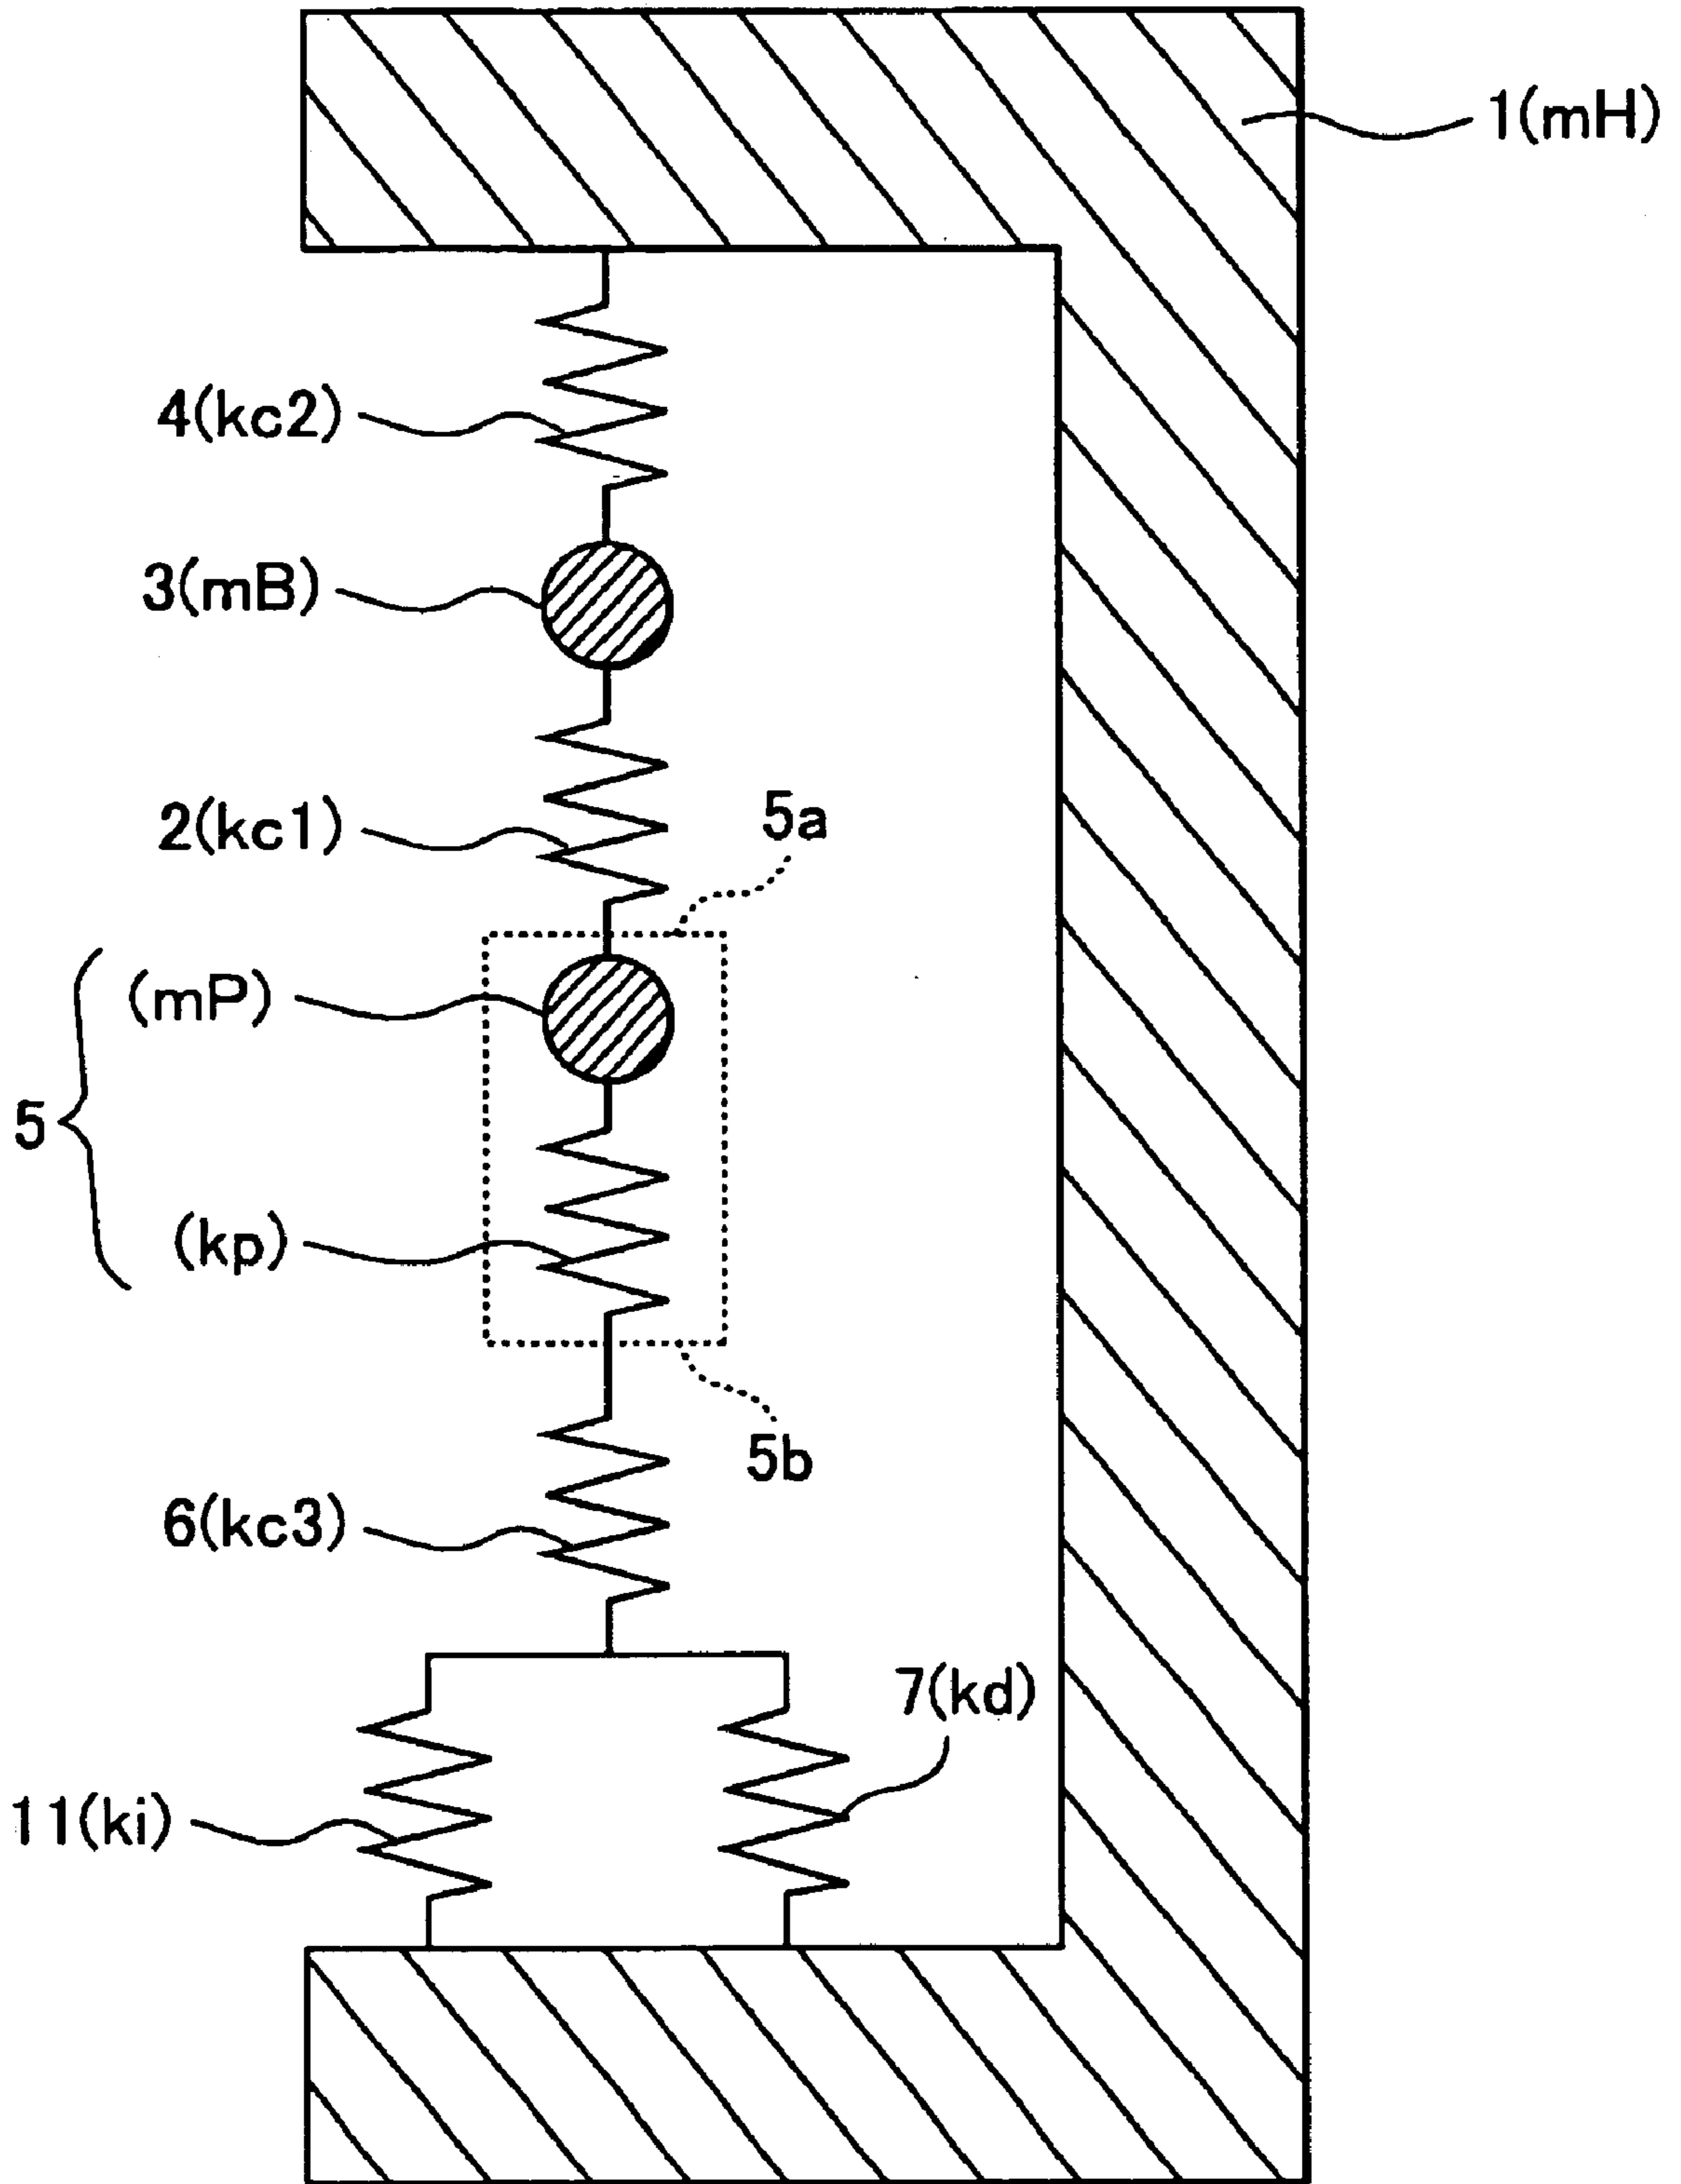 1(mH)
4(kc2)
3(mB)
5a
2(kc1)
(mP)
5
(kp)
5b
6(kc3)
7(kd)
11(ki)